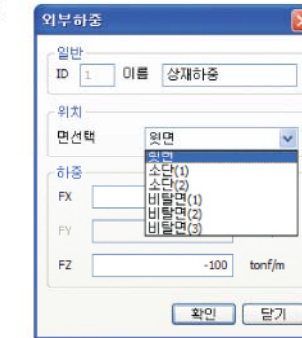 외부하중
일반
ID 1 이름 상재하중
위치
면선택 윗면
윗면
소단(1)
소단(2)
비탈면(1)
비탈면(2)
비탈면(3)
하중
FX
FY
FZ -100 tonf/m
확인 닫기